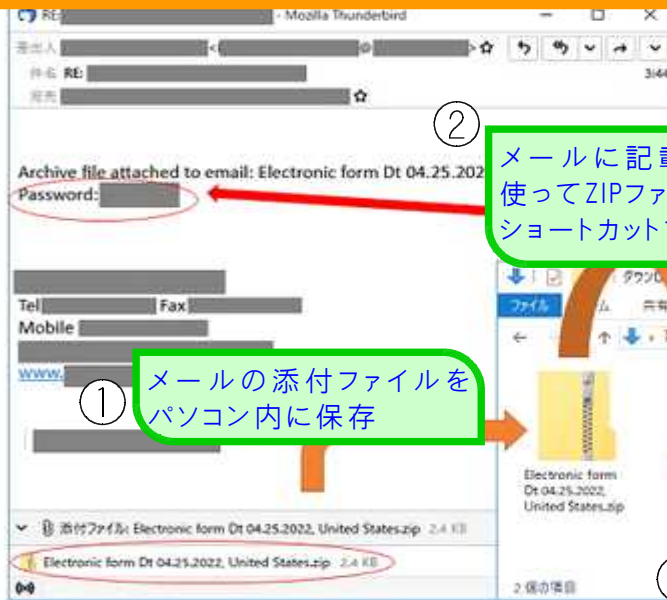 RE: - Mozilla Thunderbird
差出人 < @ >
件名 RE:
3:44
宛先
②
メールに記載
使ってZIPファ
ショートカット
Archive file attached to email: Electronic form Dt 04.25.202
Password:
Tel Fax
Mobile
www.
①
メールの添付ファイルを
パソコン内に保存
ファイル
共有
Electronic form
Dt 04.25.2022,
United States.zip
添付ファイル: Electronic form Dt 04.25.2022, United States.zip 2.4 KB
Electronic form Dt 04.25.2022, United States.zip 2.4 KB
2 個の項目